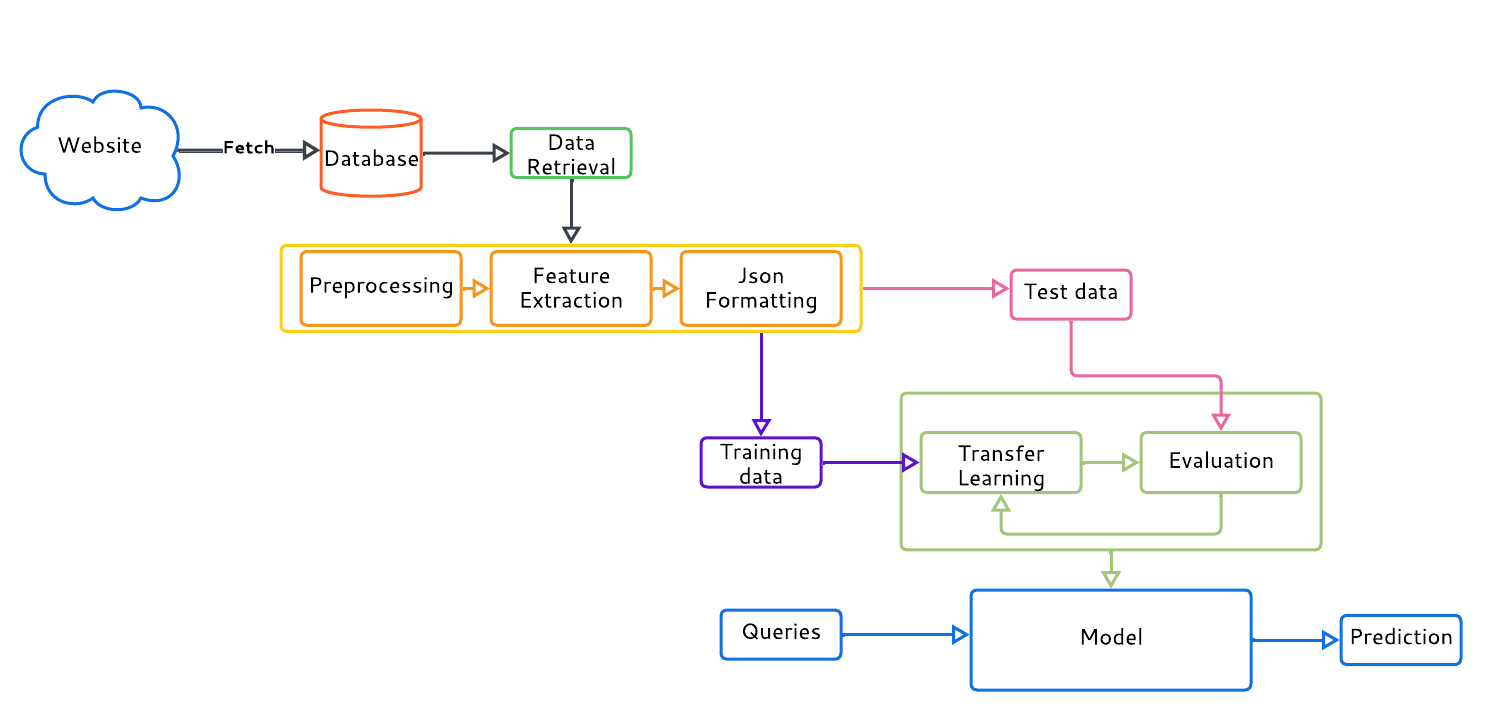 Website
Fetch
Database
Data
Retrieval
Preprocessing
Feature
Extraction
Json
Formatting
Test data
Training
data
Transfer
Learning
Evaluation
Queries
Model
Prediction